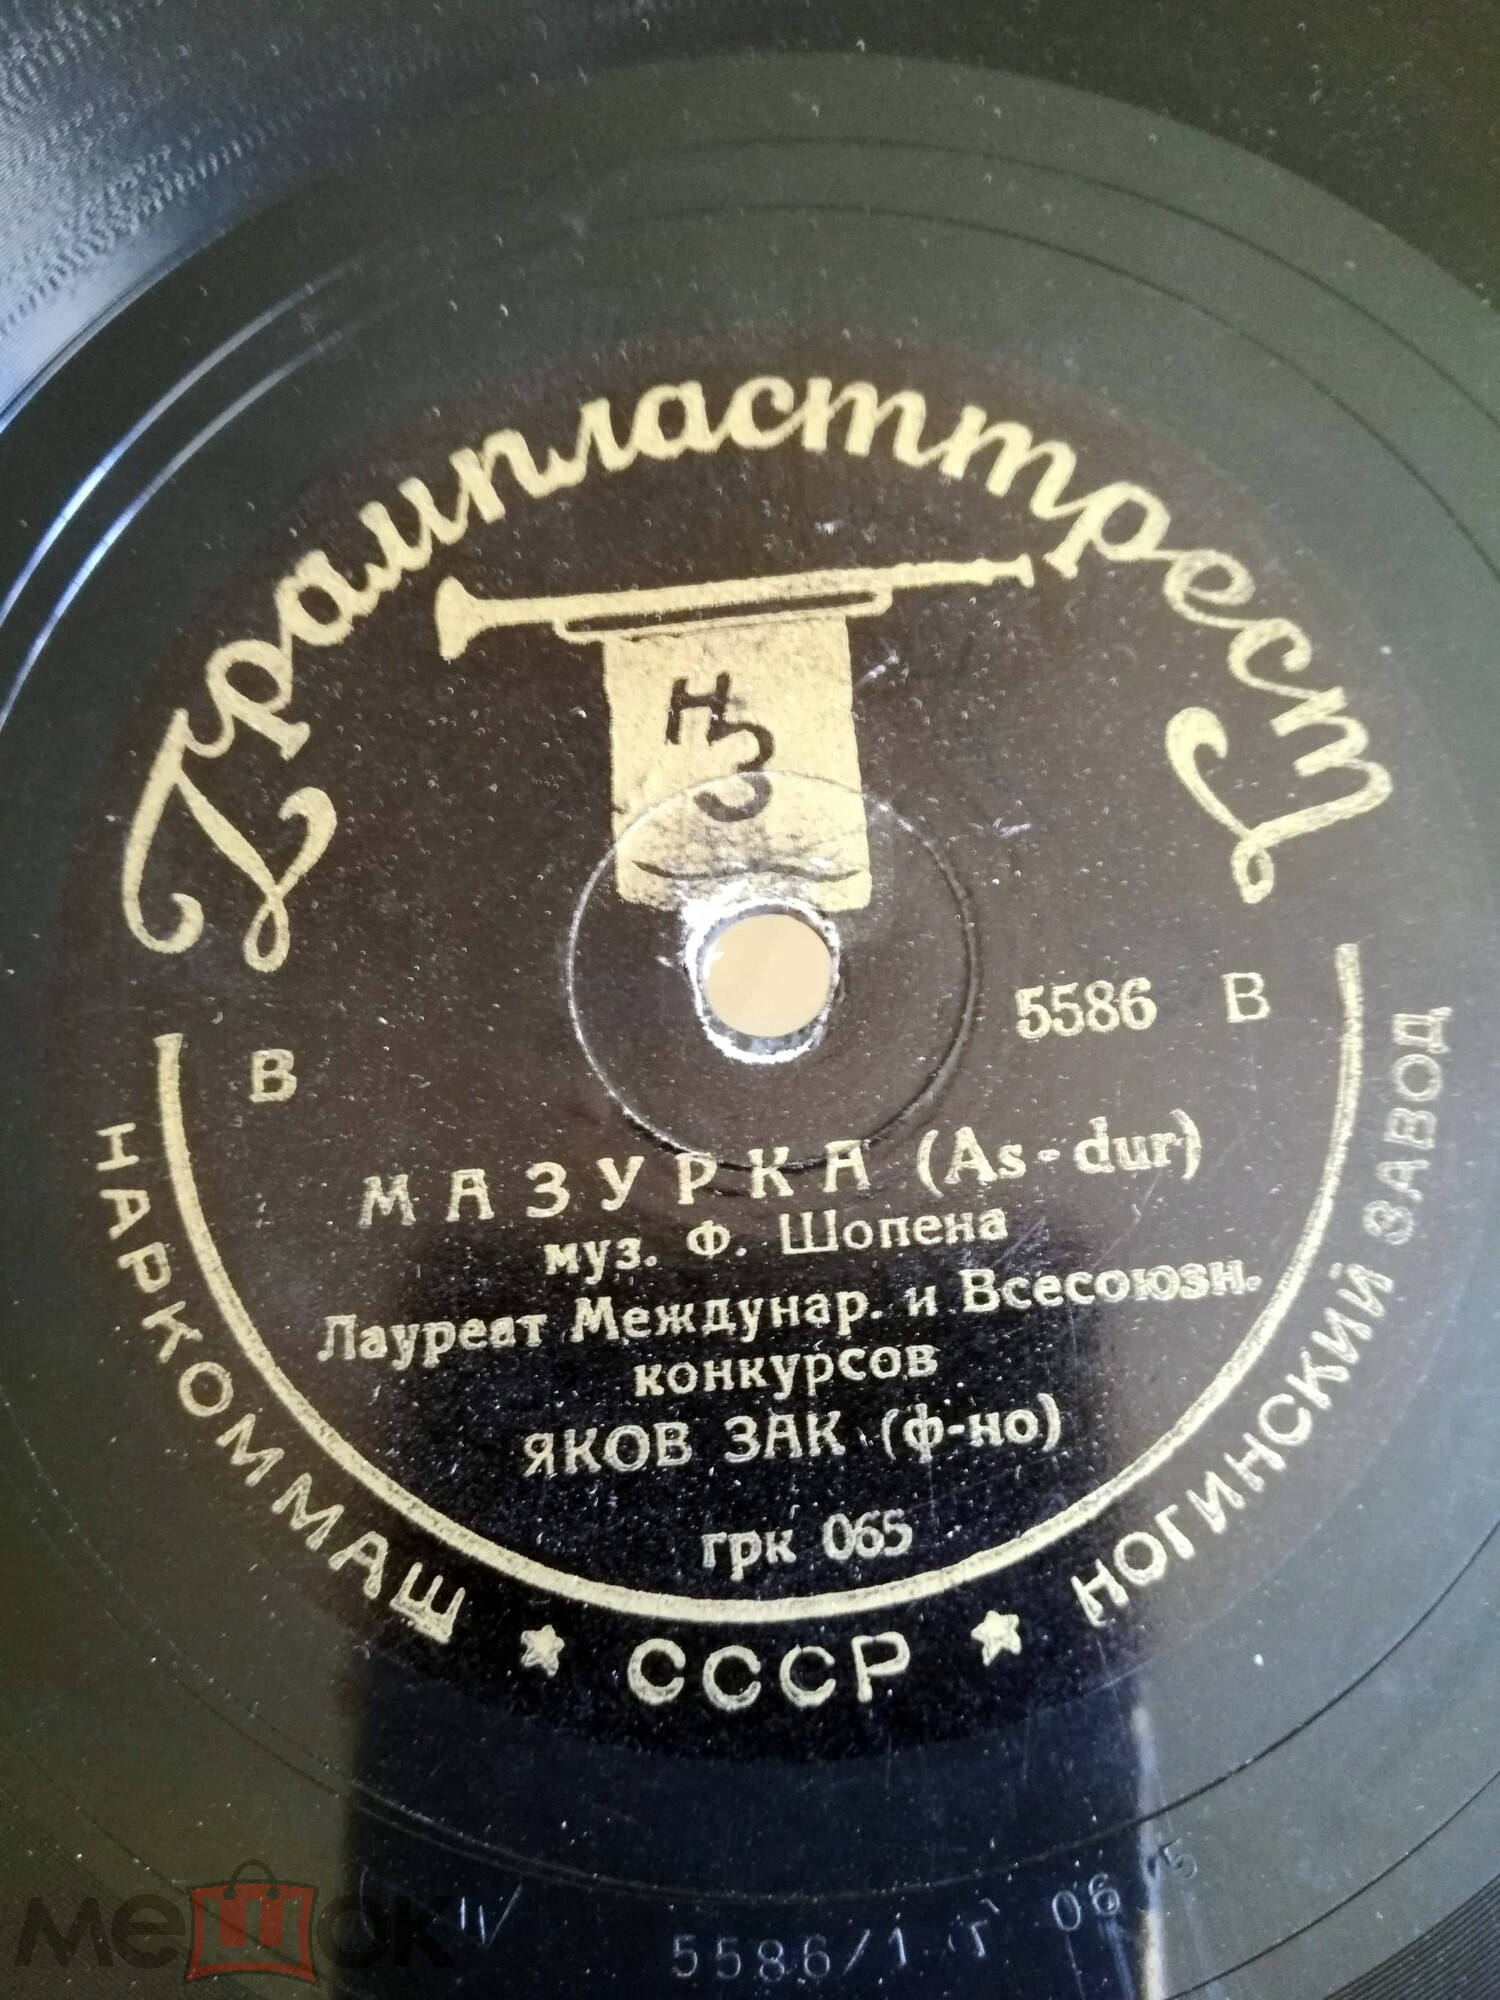 Грампласттрест
НЗ
В 5586 В
МАЗУРКА (As-dur)
муз. Ф. Шопена
Лауреат Междунар. и Всесоюзн.
конкурсов
ЯКОВ ЗАК (ф-но)
грк 065
НАРКОММАШ ★ СССР ★ НОГИНСКИЙ ЗАВОД
5586/1
мешок